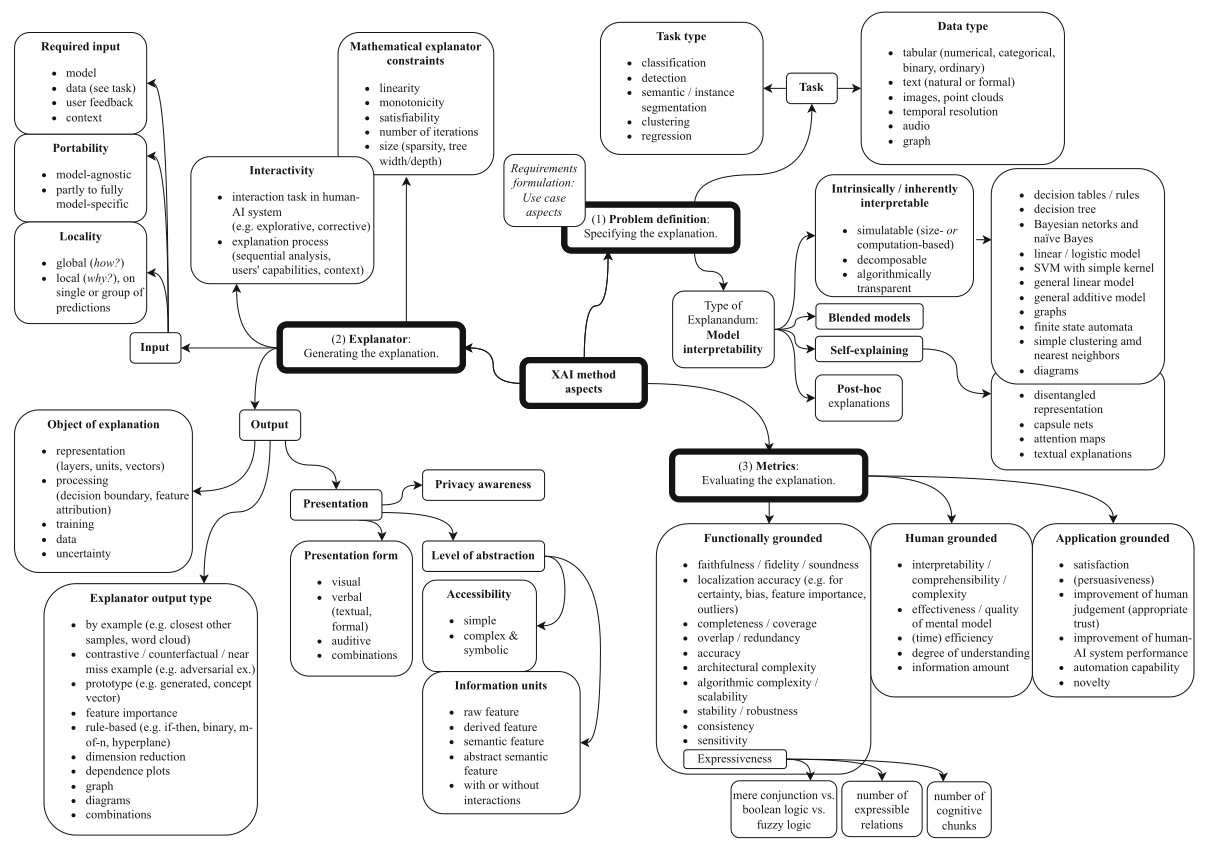 Required input
• model
• data (see task)
• user feedback
• context
Portability
• model-agnostic
• partly to fully
model-specific
Locality
• global (how?)
• local (why?), on
single or group of
predictions
Input
Mathematical explanator
constraints
• linearity
• monotonicity
• satisfiability
• number of iterations
• size (sparsity, tree
width/depth)
Interactivity
• interaction task in human-
AI system
(e.g. explorative, corrective)
• explanation process
(sequential analysis,
users' capabilities, context)
(2) Explanator:
Generating the explanation.
Task type
• classification
• detection
• semantic / instance
segmentation
• clustering
• regression
Task
Data type
• tabular (numerical, categorical,
binary, ordinary)
• text (natural or formal)
• images, point clouds
• temporal resolution
• audio
• graph
Requirements
formulation:
Use case
aspects
(1) Problem definition:
Specifying the explanation.
Type of
Explanandum:
Model
interpretability
Intrinsically / inherently
interpretable
• simulatable (size- or
computation-based)
• decomposable
• algorithmically
transparent
• decision tables / rules
• decision tree
• Bayesian netorks and
naïve Bayes
• linear / logistic model
• SVM with simple kernel
• general linear model
• general additive model
• graphs
• finite state automata
• simple clustering amd
nearest neighbors
• diagrams
Blended models
Self-explaining
Post-hoc
explanations
• disentangled
representation
• capsule nets
• attention maps
• textual explanations
XAI method
aspects
Output
Object of explanation
• representation
(layers, units, vectors)
• processing
(decision boundary, feature
attribution)
• training
• data
• uncertainty
Explanator output type
• by example (e.g. closest other
samples, word cloud)
• contrastive / counterfactual / near
miss example (e.g. adversarial ex.)
• prototype (e.g. generated, concept
vector)
• feature importance
• rule-based (e.g. if-then, binary, m-
of-n, hyperplane)
• dimension reduction
• dependence plots
• graph
• diagrams
• combinations
Presentation
Privacy awareness
Presentation form
• visual
• verbal
(textual,
formal)
• auditive
• combinations
Level of abstraction
Accessibility
• simple
• complex &
symbolic
Information units
• raw feature
• derived feature
• semantic feature
• abstract semantic
feature
• with or without
interactions
(3) Metrics:
Evaluating the explanation.
Functionally grounded
• faithfulness / fidelity / soundness
• localization accuracy (e.g. for
certainty, bias, feature importance,
outliers)
• completeness / coverage
• overlap / redundancy
• accuracy
• architectural complexity
• algorithmic complexity /
scalability
• stability / robustness
• consistency
• sensitivity
Expressiveness
mere conjunction vs.
boolean logic vs.
fuzzy logic
number of
expressible
relations
number of
cognitive
chunks
Human grounded
• interpretability /
comprehensibility /
complexity
• effectiveness / quality
of mental model
• (time) efficiency
• degree of understanding
• information amount
Application grounded
• satisfaction
• (persuasiveness)
• improvement of human
judgement (appropriate
trust)
• improvement of human-
AI system performance
• automation capability
• novelty